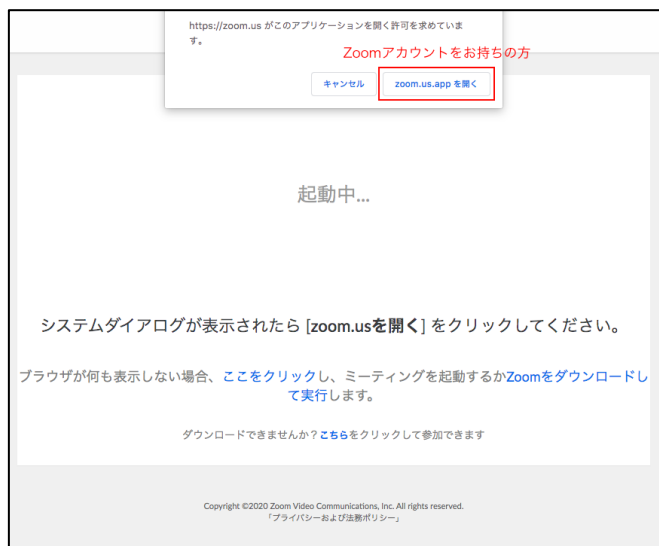 https://zoom.us がこのアプリケーションを開く許可を求めていま
す。
Zoomアカウントをお持ちの方
キャンセル
zoom.us.app を開く
起動中...
システムダイアログが表示されたら [zoom.usを開く] をクリックしてください。
ブラウザが何も表示しない場合、ここをクリックし、ミーティングを起動するかZoomをダウンロードし
て実行します。
ダウンロードできませんか？こちらをクリックして参加できます
Copyright ©2020 Zoom Video Communications, Inc. All rights reserved.
「プライバシーおよび法務ポリシー」